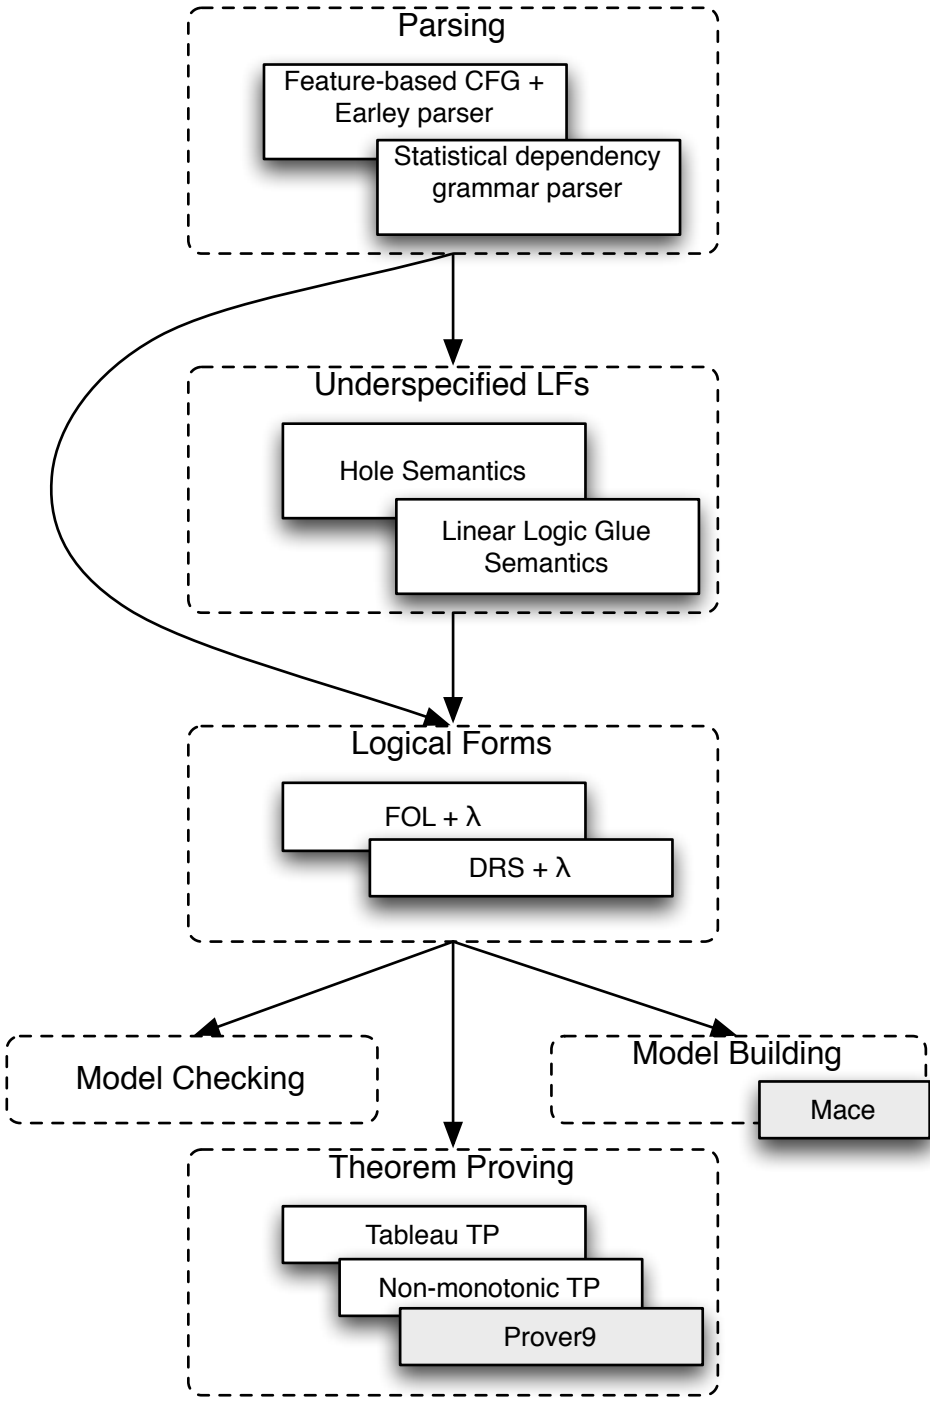 Parsing
Feature-based CFG +
Earley parser
Statistical dependency
grammar parser
Underspecified LFs
Hole Semantics
Linear Logic Glue
Semantics
Logical Forms
FOL + λ
DRS + λ
Model Checking
Model Building
Mace
Theorem Proving
Tableau TP
Non-monotonic TP
Prover9